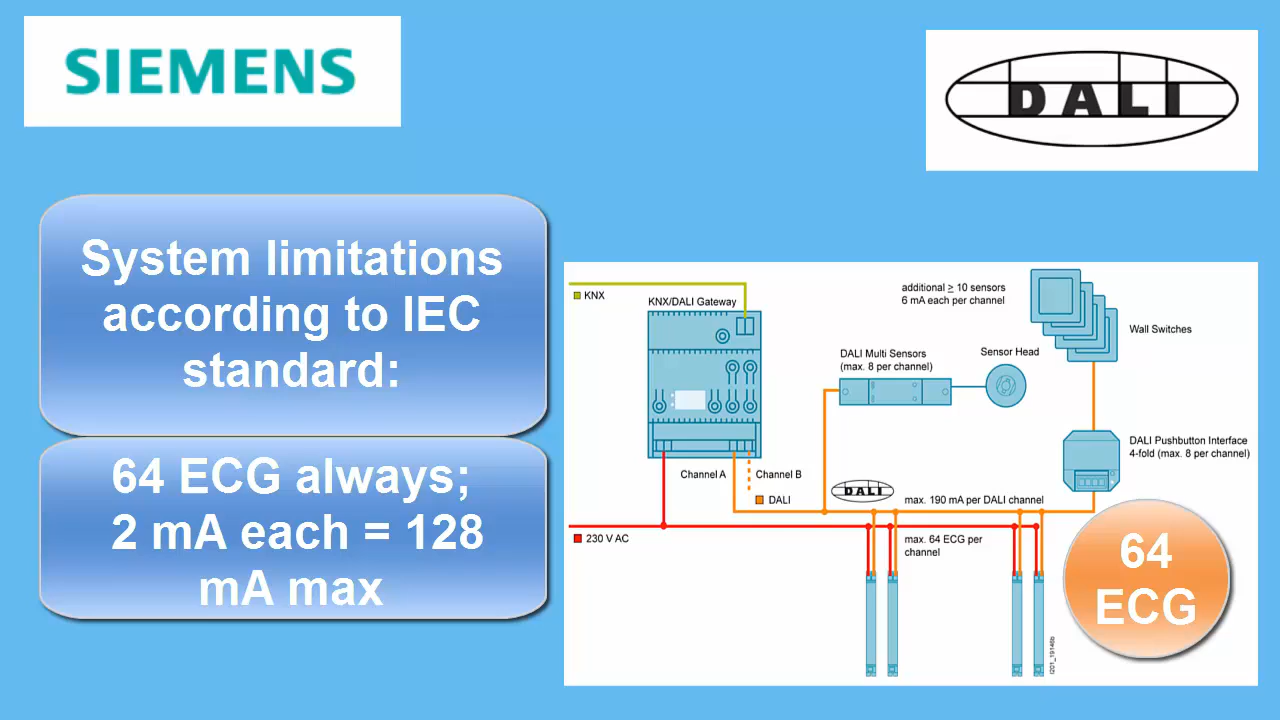 SIEMENS
DALI
System limitations
according to IEC
standard:
64 ECG always;
2 mA each = 128
mA max
KNX
KNX/DALI Gateway
additional ≥ 10 sensors
6 mA each per channel
Wall Switches
DALI Multi Sensors
(max. 8 per channel)
Sensor Head
DALI Pushbutton Interface
4-fold (max. 8 per channel)
Channel A
Channel B
DALI
DALI
max. 190 mA per DALI channel
230 V AC
max. 64 ECG per
channel
64
ECG
I201_19146b